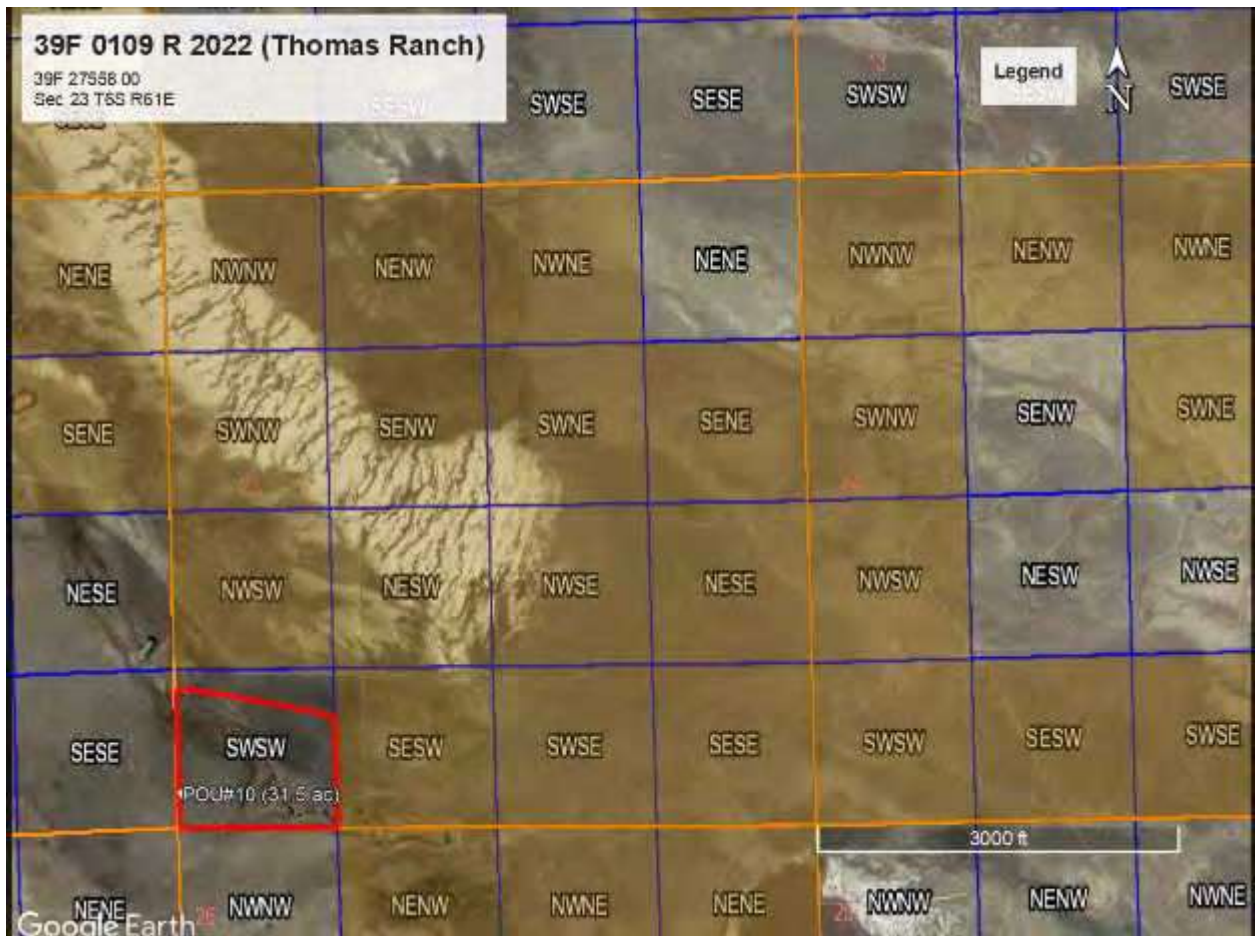 39F 0109 R 2022 (Thomas Ranch)
39F 27558 00
Sec 23 T6S R61E
Legend
N
SWSE SESE SWSW SWSE
NENE NWNW NENW NWNE NENE NWNW NENW NWNE
SENE SWNW SENW SWNE SENE SWNW SENW SWNE
NESE NWSW NESW NWSE NESE NWSW NESW NWSE
SESE SWSW SESW SWSE SESE SWSW SESW SWSE
POU#10 (31.5 ac)
3000 ft
NENE 26 NWNW NENW NWNE NENE NWNW NENW NWNE
Google Earth